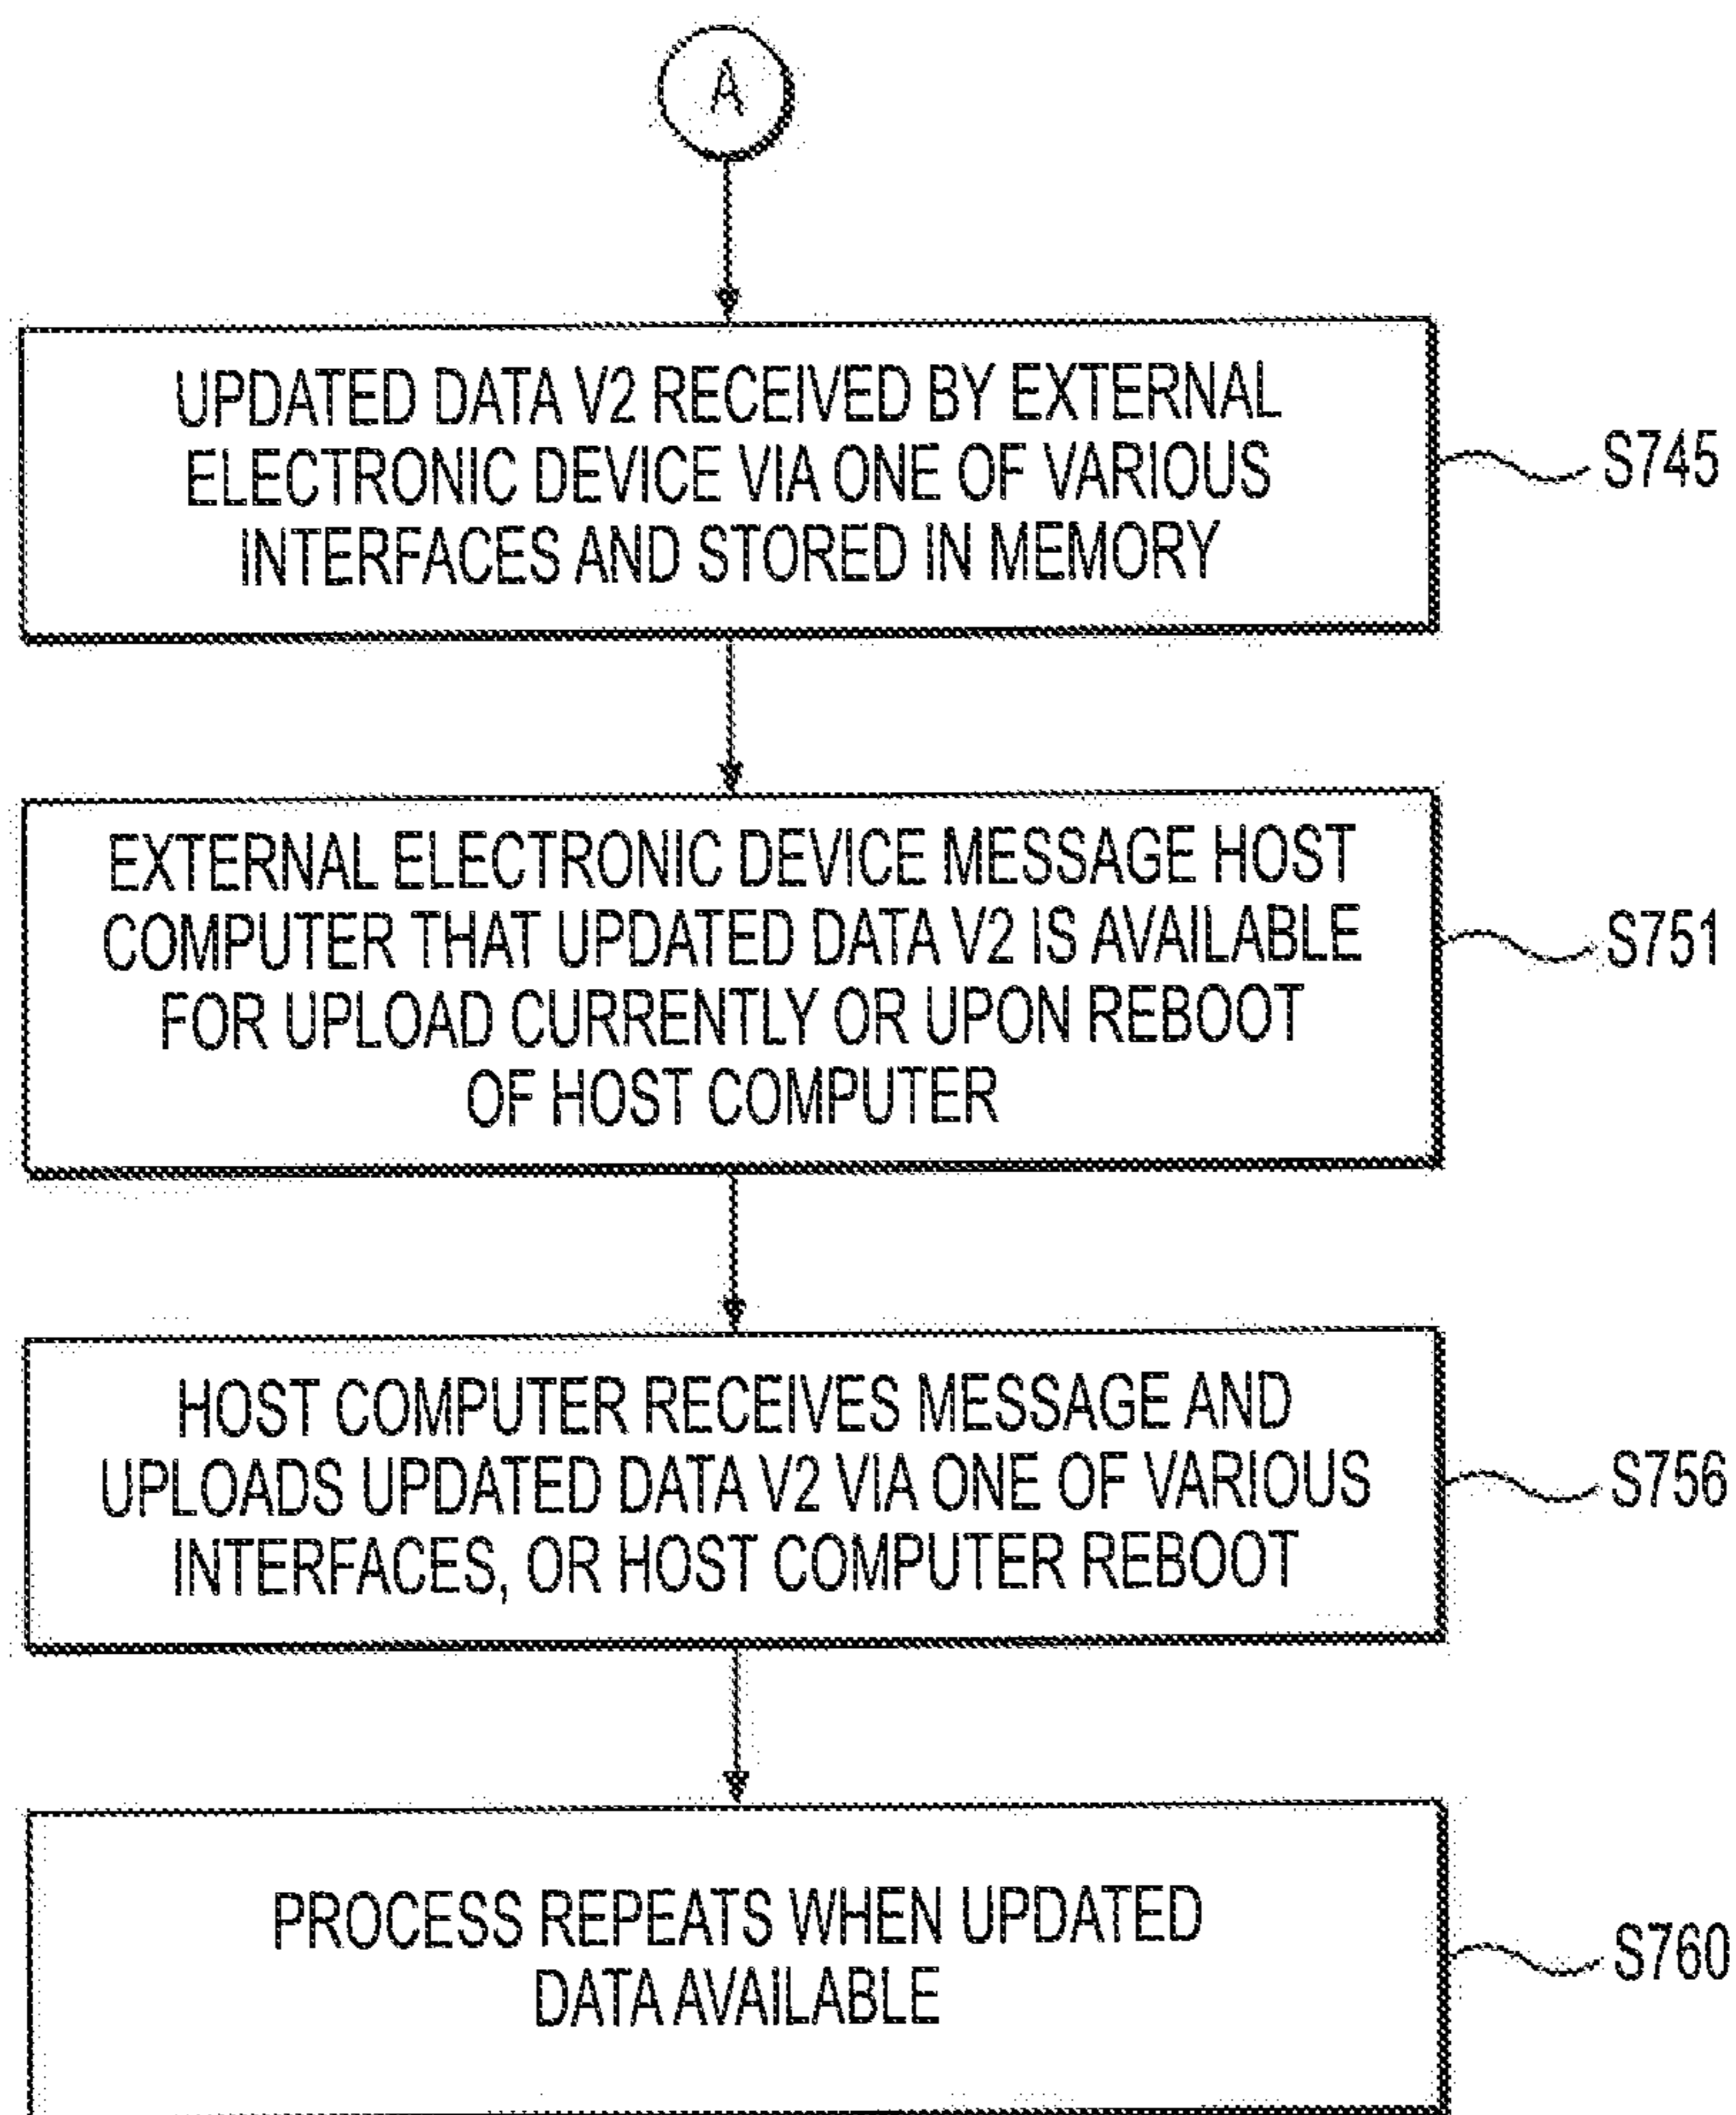 A
UPDATED DATA V2 RECEIVED BY EXTERNAL
ELECTRONIC DEVICE VIA ONE OF VARIOUS
INTERFACES AND STORED IN MEMORY
S745
EXTERNAL ELECTRONIC DEVICE MESSAGE HOST
COMPUTER THAT UPDATED DATA V2 IS AVAILABLE
FOR UPLOAD CURRENTLY OR UPON REBOOT
OF HOST COMPUTER
S751
HOST COMPUTER RECEIVES MESSAGE AND
UPLOADS UPDATED DATA V2 VIA ONE OF VARIOUS
INTERFACES, OR HOST COMPUTER REBOOT
S756
PROCESS REPEATS WHEN UPDATED
DATA AVAILABLE
S760